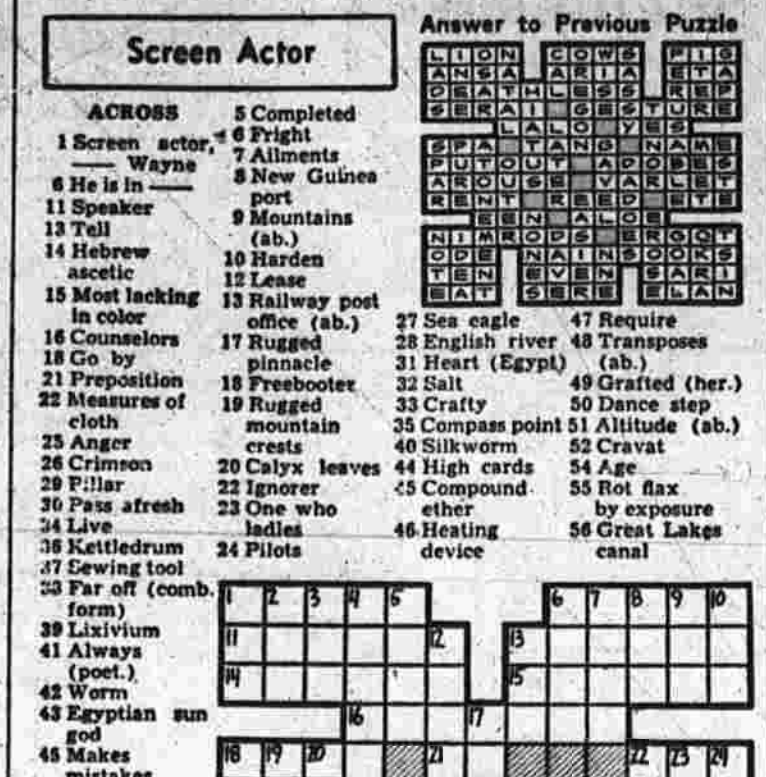 Screen Actor
ACROSS
1 Screen actor,
—— Wayne
6 He is in ——
11 Speaker
13 Tell
14 Hebrew
ascetic
15 Most lacking
in color
16 Counselors
18 Go by
21 Preposition
22 Measures of
cloth
25 Anger
26 Crimson
29 Pillar
30 Pass afresh
34 Live
36 Kettledrum
37 Sewing tool
38 Far off (comb.
form)
39 Lixivium
41 Always
(poet.)
42 Worm
43 Egyptian sun
god
45 Makes
mistakes
5 Completed
6 Fright
7 Ailments
8 New Guinea
port
9 Mountains
(ab.)
10 Harden
12 Lease
13 Railway post
office (ab.)
17 Rugged
pinnacle
18 Freebooter
19 Rugged
mountain
crests
20 Calyx leaves
22 Ignorer
23 One who
ladles
24 Pilots
Answer to Previous Puzzle
LION COWS PIG
ANSA ARIA ETA
DEATHLESS REP
SERAI GESTURE
LALO YES
SPA TANG NAME
PUTOUT ADOBES
AROUSE VARLET
RENT REED ETE
EEN ALOE
NIMRODS ERGOT
ODE NAINSOOKS
TEN EVEN SARI
EAT SERE ELAN
27 Sea eagle
28 English river
31 Heart (Egypt)
32 Salt
33 Crafty
35 Compass point
40 Silkworm
44 High cards
45 Compound
ether
46 Heating
device
47 Require
48 Transposes
(ab.)
49 Grafted (her.)
50 Dance step
51 Altitude (ab.)
52 Cravat
54 Age
55 Rot flax
by exposure
56 Great Lakes
canal
1 2 3 4 5 6 7 8 9 10
11 12 13
14 15
16 17
18 19 20 21 22 23 24